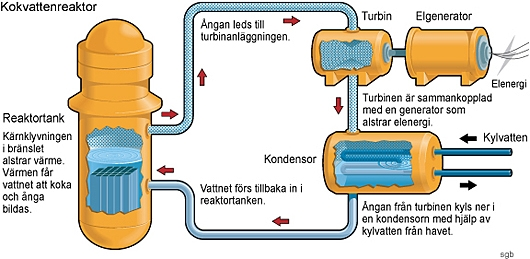 Kokvattenreaktor
Ångan leds till
turbinanläggningen.
Turbin
Elgenerator
Elenergi
Reaktortank
Kärnklyvningen
i bränslet
alstrar värme.
Värmen får
vattnet att koka
och ånga
bildas.
Turbinen är sammankopplad
med en generator som
alstrar elenergi.
Kylvatten
Kondensor
Vattnet förs tillbaka in i
reaktortanken.
Ångan från turbinen kyls ner i
en kondensorn med hjälp av
kylvatten från havet.
sgb